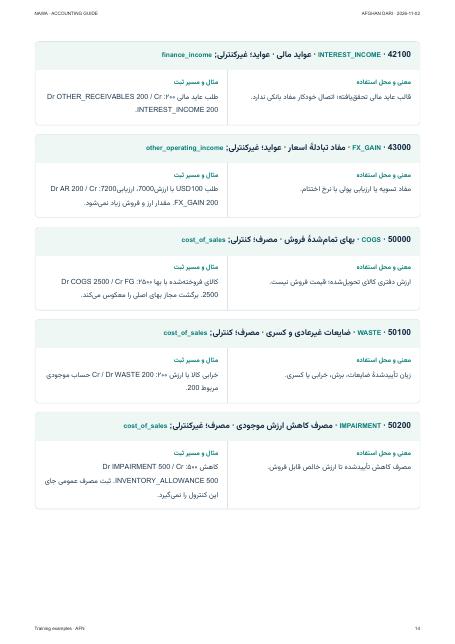 NAWA · ACCOUNTING GUIDE
AFGHAN DARI · 2026-11-02
42100 · INTEREST_INCOME · عواید مالی · عواید؛ غیرکنترلی؛ finance_income
معنی و محل استفاده
قالب عاید مالی تحقق‌یافته؛ اتصال خودکار مفاد بانکی ندارد.
مثال و مسیر ثبت
طلب عاید مالی ۲۰۰: Dr OTHER_RECEIVABLES 200 / Cr
INTEREST_INCOME 200.
43000 · FX_GAIN · مفاد تبادلهٔ اسعار · عواید؛ غیرکنترلی؛ other_operating_income
معنی و محل استفاده
مفاد تسویه یا ارزیابی پولی با نرخ اختتام.
مثال و مسیر ثبت
طلب USD100 با ارزش7000، ارزیابی7200: Dr AR 200 / Cr
FX_GAIN 200. مقدار ارز و فروش زیاد نمی‌شود.
50000 · COGS · بهای تمام‌شدهٔ فروش · مصرف؛ کنترلی؛ cost_of_sales
معنی و محل استفاده
ارزش دفتری کالای تحویل‌شده؛ قیمت فروش نیست.
مثال و مسیر ثبت
کالای فروخته‌شده با بها ۲۵۰۰: Dr COGS 2500 / Cr FG
2500. برگشت مجاز بهای اصلی را معکوس می‌کند.
50100 · WASTE · ضایعات غیرعادی و کسری · مصرف؛ کنترلی؛ cost_of_sales
معنی و محل استفاده
زیان تأییدشدهٔ ضایعات، برش، خرابی یا کسری.
مثال و مسیر ثبت
خرابی کالا با ارزش ۲۰۰: Cr / Dr WASTE 200 حساب موجودی
مربوط 200.
50200 · IMPAIRMENT · مصرف کاهش ارزش موجودی · مصرف؛ غیرکنترلی؛ cost_of_sales
معنی و محل استفاده
مصرف کاهش تأییدشده تا ارزش خالص قابل فروش.
مثال و مسیر ثبت
کاهش ۵۰۰: Dr IMPAIRMENT 500 / Cr
INVENTORY_ALLOWANCE 500. ثبت مصرف عمومی جای
این کنترول را نمی‌گیرد.
Training examples · AFN
14